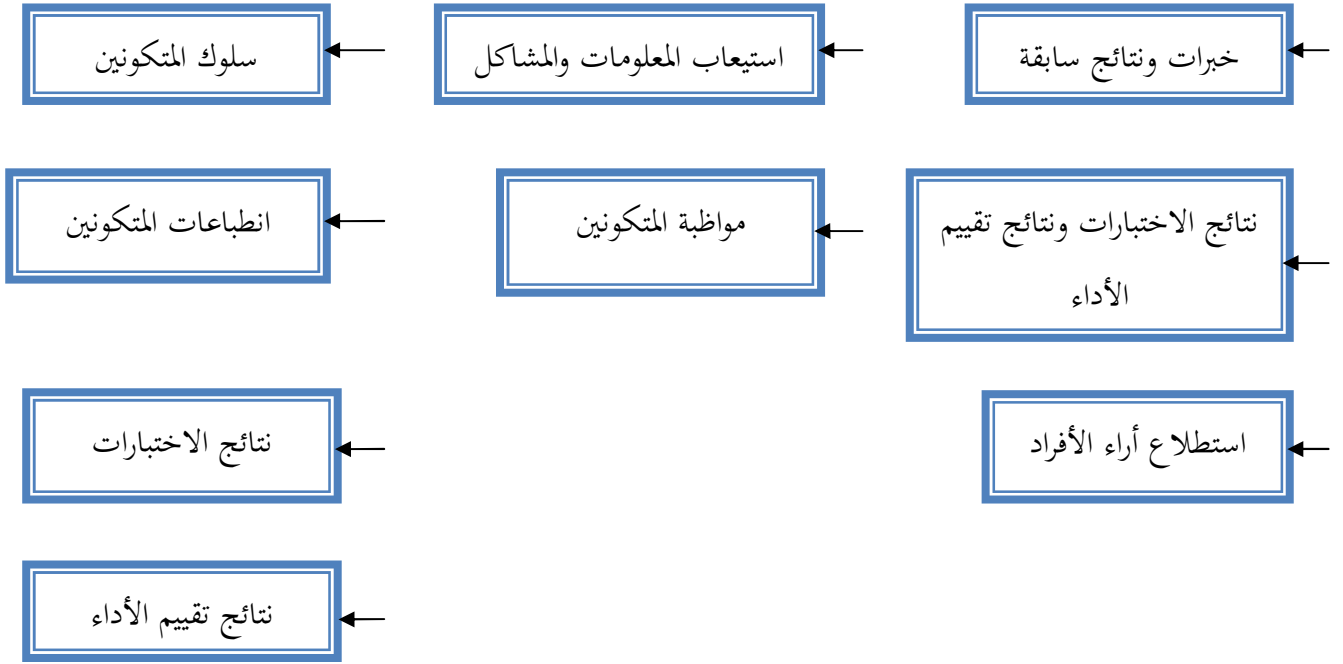 خبرات ونتائج سابقة
استيعاب المعلومات والمشاكل
سلوك المتكونين
نتائج الاختبارات ونتائج تقييم
الأداء
مواظبة المتكونين
انطباعات المتكونين
استطلاع أراء الأفراد
نتائج الاختبارات
نتائج تقييم الأداء